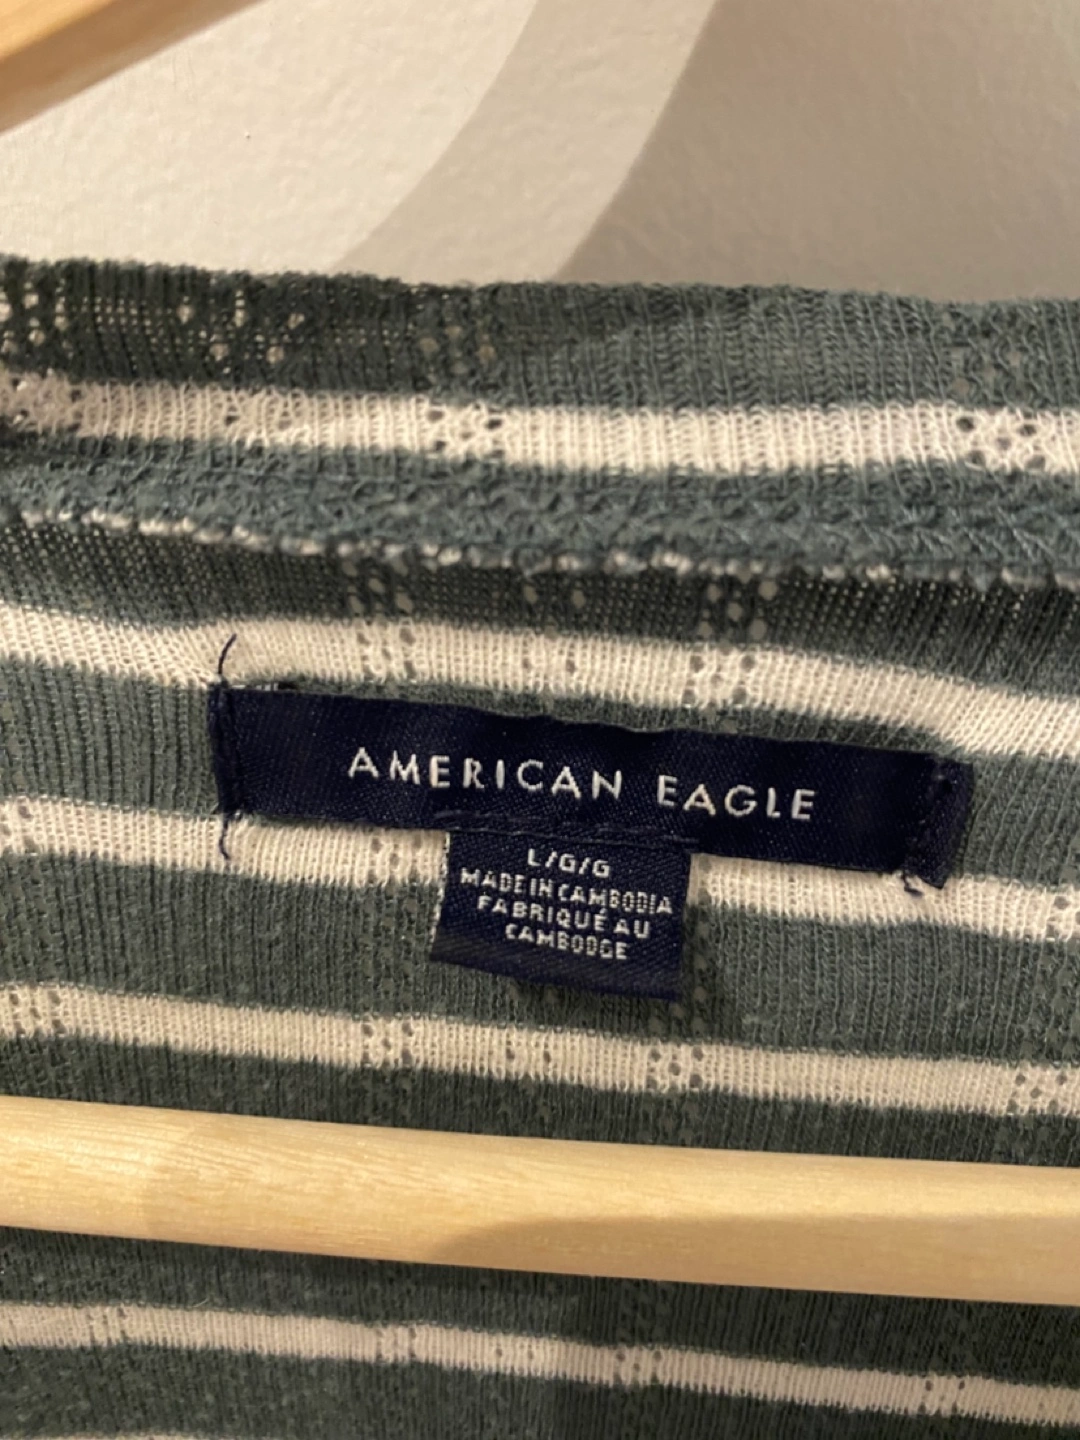 AMERICAN EAGLE
L/G/G
MADE IN CAMBODIA
FABRIQUÉ AU
CAMBODGE